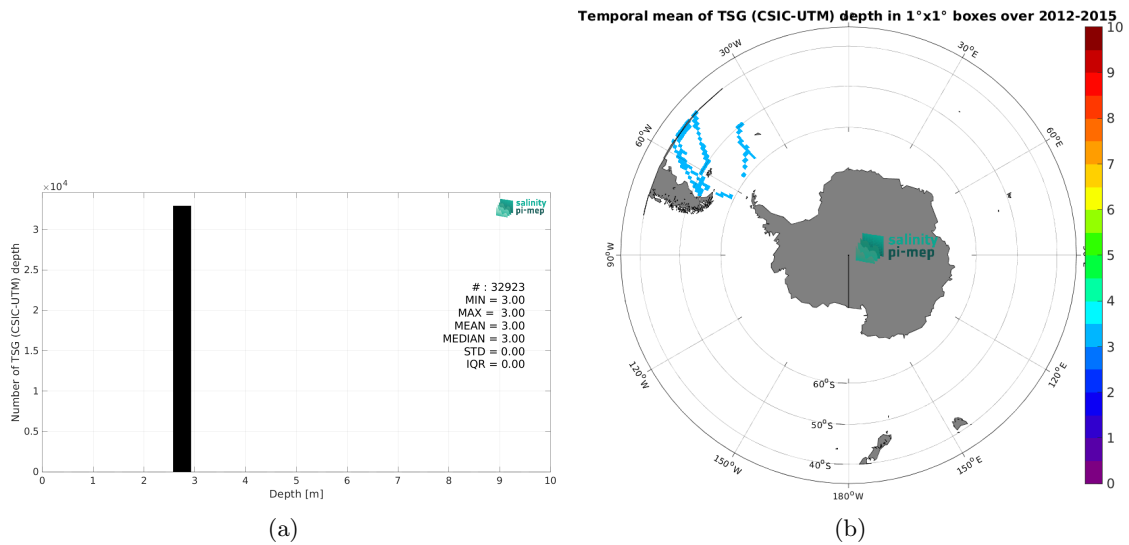 Temporal mean of TSG (CSIC-UTM) depth in 1°x1° boxes over 2012-2015
×10⁴
3
2.5
2
1.5
1
0.5
0
Number of TSG (CSIC-UTM) depth
salinity
pi-mep
# : 32923
MIN = 3.00
MAX = 3.00
MEAN = 3.00
MEDIAN = 3.00
STD = 0.00
IQR = 0.00
0 1 2 3 4 5 6 7 8 9 10
Depth [m]
(a)
30°W
30°E
60°W
60°E
90°W
120°W
120°E
150°W
150°E
180°W
60°S
50°S
40°S
salinity
pi-mep
10
9
8
7
6
5
4
3
2
1
0
(b)